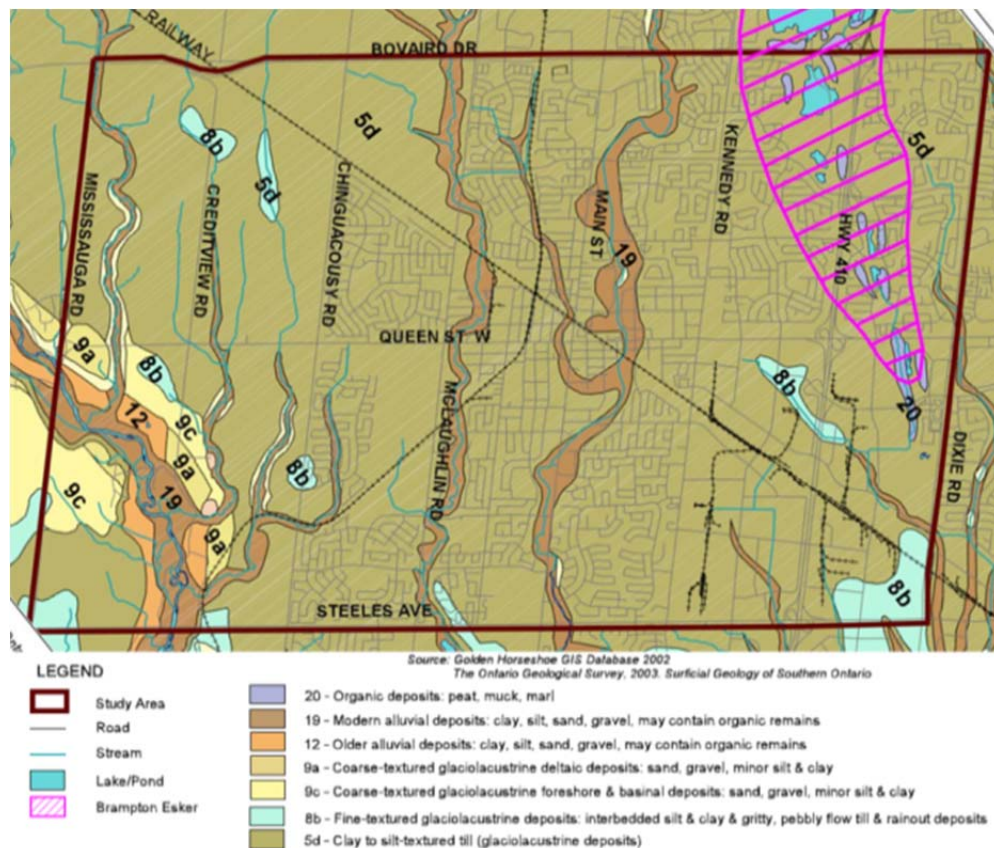 RAILWAY
BOVAIRD DR
5d
8b
5d
5d
MISSISSAUGA RD
CREDITVIEW RD
CHINGUACOUSY RD
MAIN ST
19
KENNEDY RD
HWY 410
QUEEN ST W
9a
8b
12
9c
9a
19
9c
9a
8b
MCLAUGHLIN RD
8b
20
DIXIE RD
8b
STEELES AVE
Source: Golden Horseshoe GIS Database 2002
The Ontario Geological Survey, 2003. Surficial Geology of Southern Ontario
LEGEND
Study Area
Road
Stream
Lake/Pond
Brampton Esker
20 - Organic deposits: peat, muck, marl
19 - Modern alluvial deposits: clay, silt, sand, gravel, may contain organic remains
12 - Older alluvial deposits: clay, silt, sand, gravel, may contain organic remains
9a - Coarse-textured glaciolacustrine deltaic deposits: sand, gravel, minor silt & clay
9c - Coarse-textured glaciolacustrine foreshore & basinal deposits: sand, gravel, minor silt & clay
8b - Fine-textured glaciolacustrine deposits: interbedded silt & clay & gritty, pebbly flow till & rainout deposits
5d - Clay to silt-textured till (glaciolacustrine deposits)